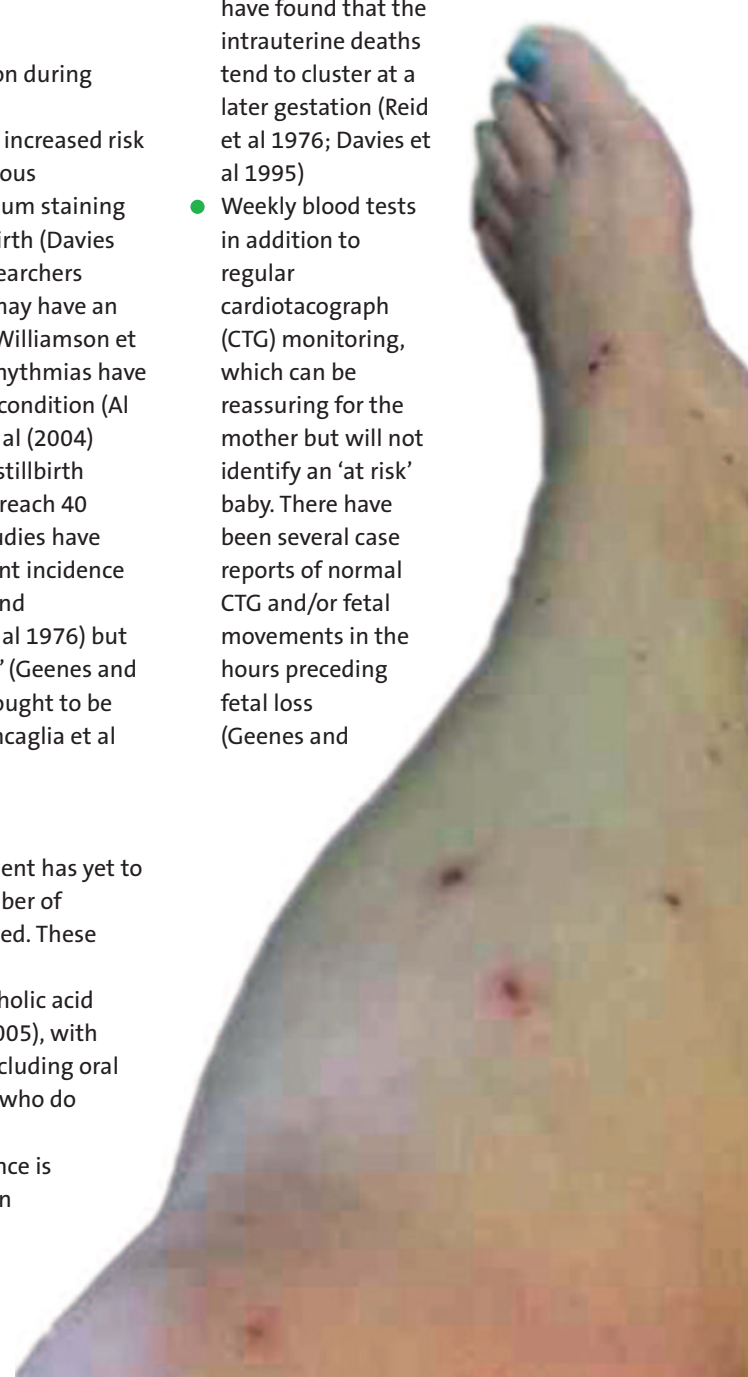 on during
increased risk
ous
um staining
irth (Davies
earchers
may have an
Williamson et
hythmias have
condition (Al
al (2004)
stillbirth
reach 40
udies have
nt incidence
nd
al 1976) but
’ (Geenes and
ought to be
ncaglia et al
ent has yet to
ber of
ed. These
holic acid
005), with
cluding oral
who do
nce is
n
have found that the
intrauterine deaths
tend to cluster at a
later gestation (Reid
et al 1976; Davies et
al 1995)
● Weekly blood tests
in addition to
regular
cardiotacograph
(CTG) monitoring,
which can be
reassuring for the
mother but will not
identify an ‘at risk’
baby. There have
been several case
reports of normal
CTG and/or fetal
movements in the
hours preceding
fetal loss
(Geenes and